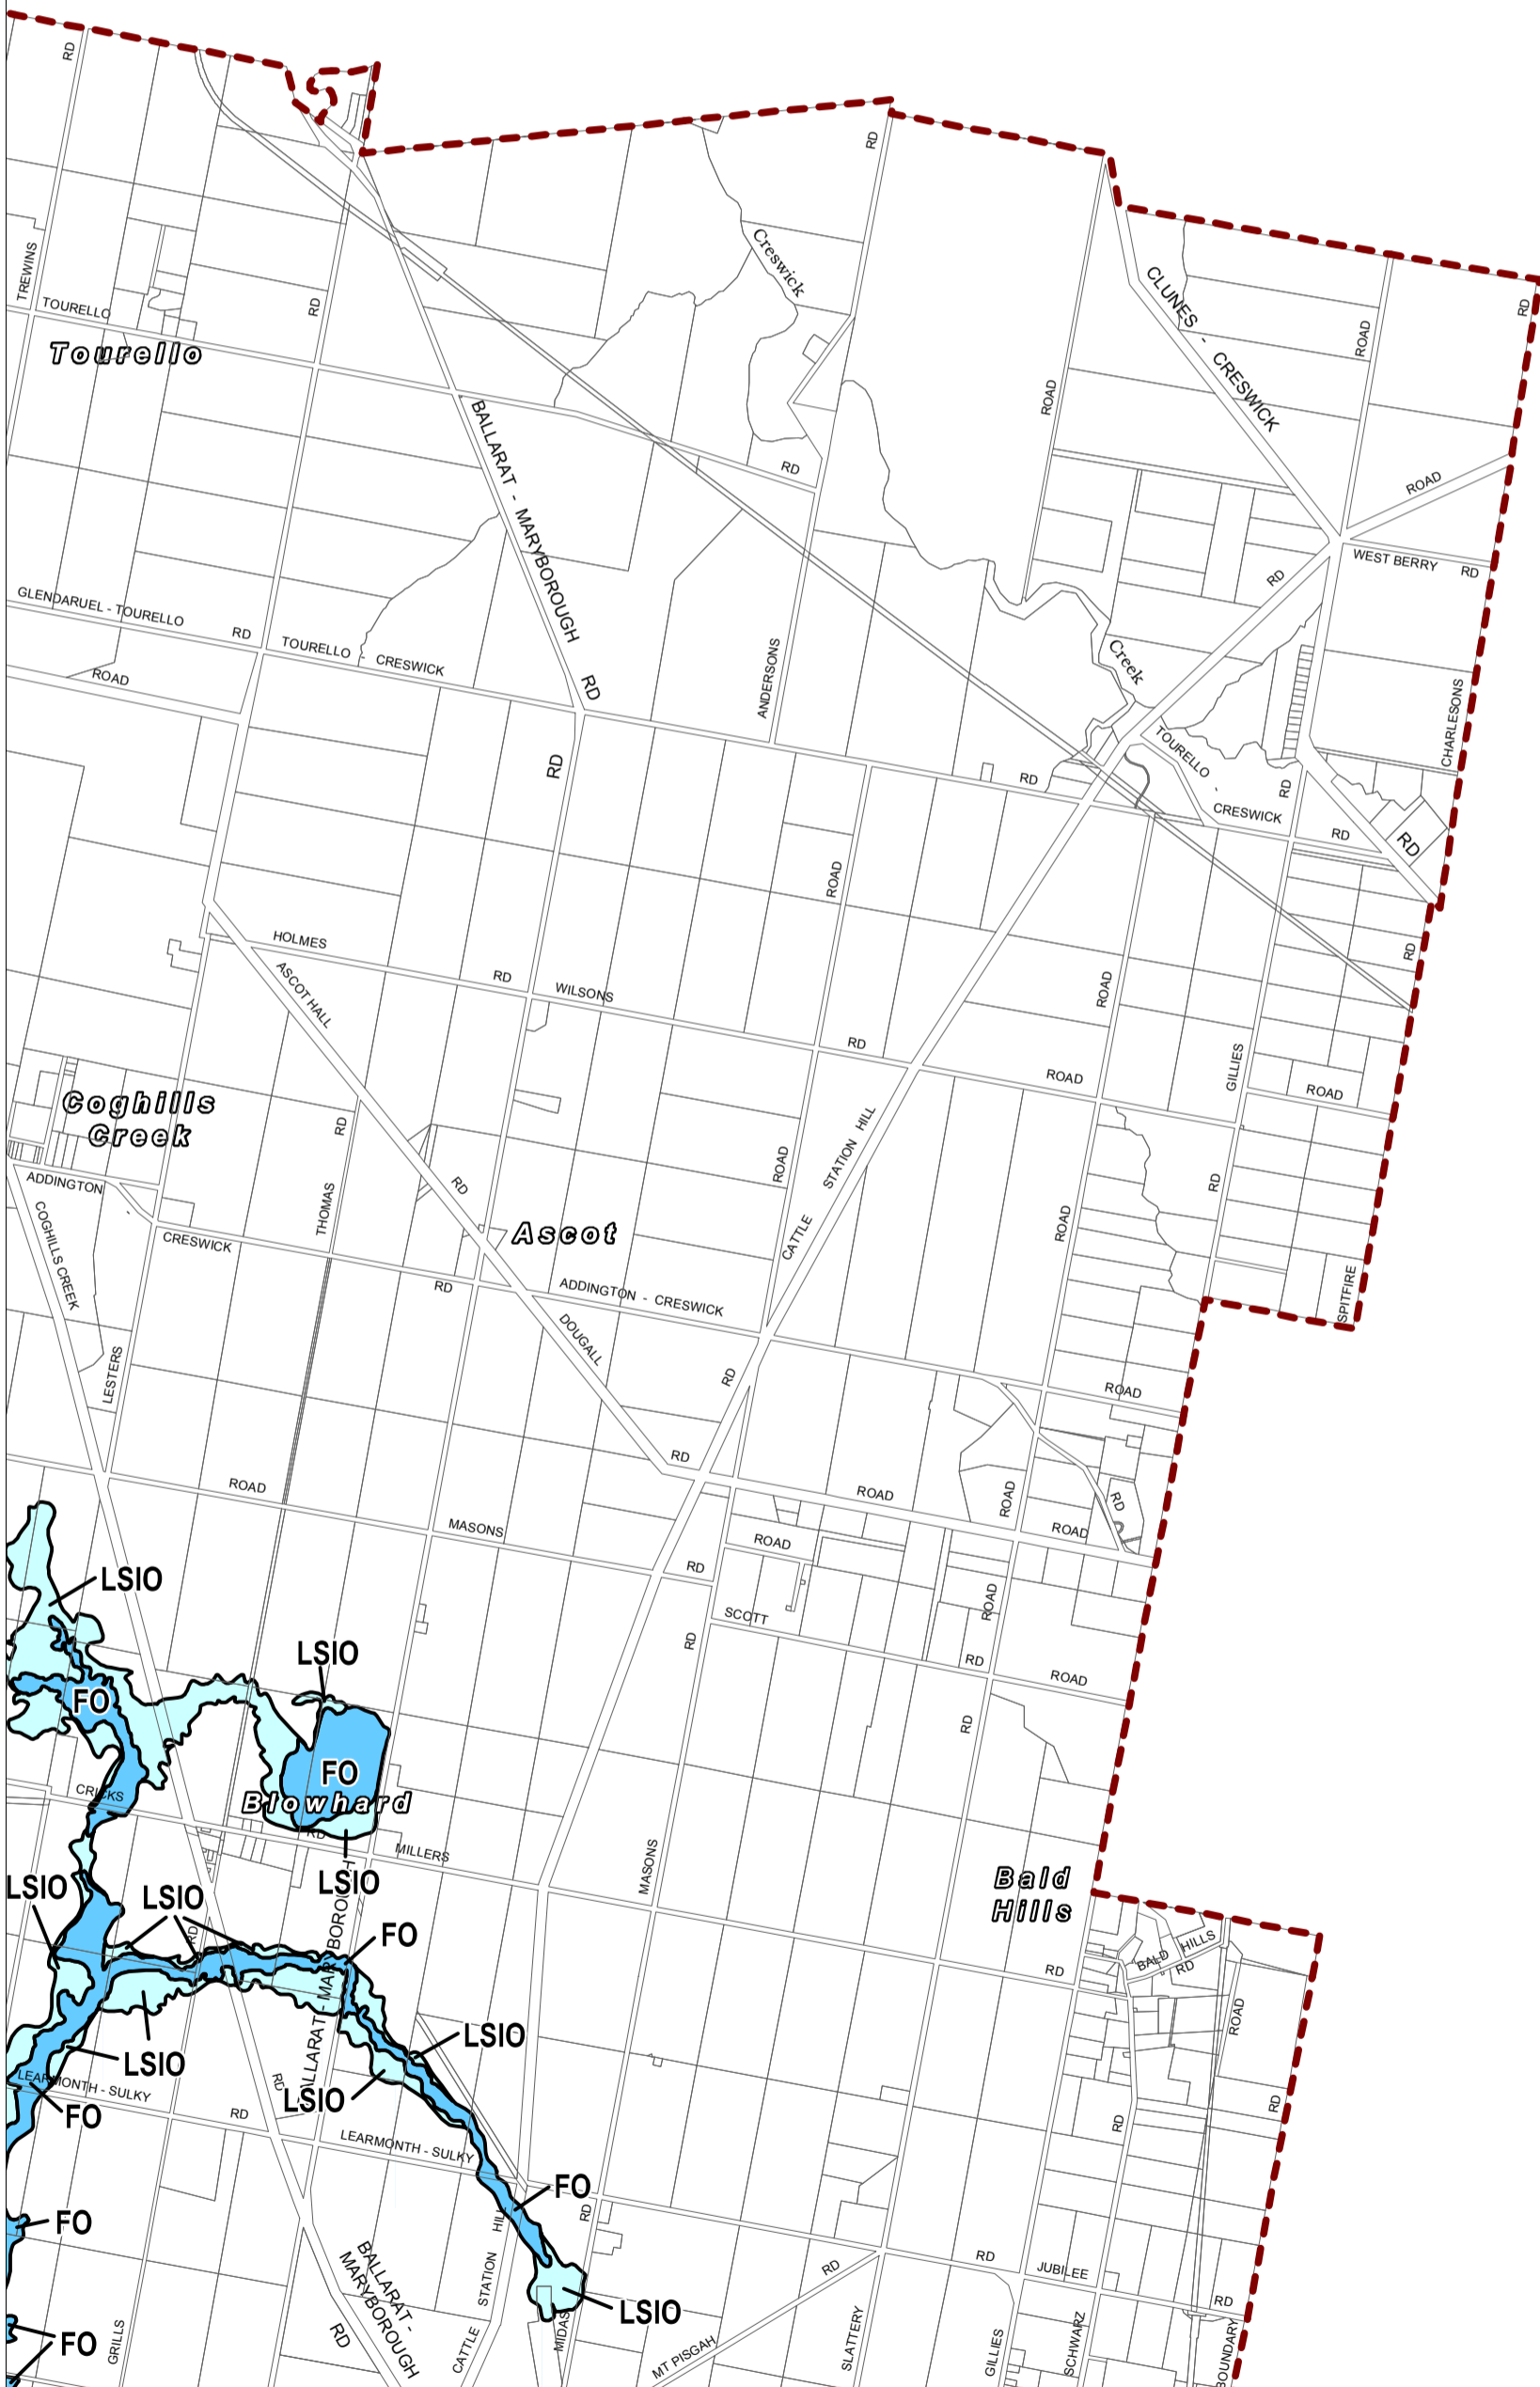 RD
RD
Creswick
TREWINS
TOURELLO
RD
CLUNES - CRESWICK
ROAD
RD
Tourello
ROAD
BALLARAT - MARYBOROUGH RD
RD
ROAD
WEST BERRY RD
RD
GLENDARUEL - TOURELLO RD
TOURELLO - CRESWICK
ROAD
ANDERSONS
Creek
CHARLESONS
RD
TOURELLO - CRESWICK RD
RD
RD
RD
ROAD
HOLMES RD
WILSONS RD
ASCOT HALL RD
ROAD
RD
GILLIES RD
ROAD
ROAD
Coghills
Creek
RD
THOMAS
ROAD
CATTLE STATION HILL RD
ADDINGTON - CRESWICK RD
COGHILLS CREEK
Ascot
ROAD
ADDINGTON - CRESWICK
ROAD
SPITFIRE
RD
DOUGALL RD
LESTERS
ROAD
MASONS RD
ROAD
ROAD
ROAD
RD
ROAD
LSIO
SCOTT RD
ROAD
ROAD
RD
LSIO
FO
FO
RD
CRICKS RD
Blowhard
MILLERS
LSIO
MASONS
Bald
Hills
LSIO
LSIO
RD
FO
RD
BALD HILLS RD
BALLARAT - MARYBOROUGH
RD
ROAD
LSIO
LSIO
LSIO
LEARMONTH - SULKY RD
FO
RD
RD
LEARMONTH - SULKY
FO
FO
HILL
RD
RD
RD
JUBILEE RD
BALLARAT -
MARYBOROUGH
RD
STATION
CATTLE
LSIO
MIDAS
FO
GRILLS
MT PISGAH
SLATTERY
GILLIES
SCHWARZ
BOUNDARY